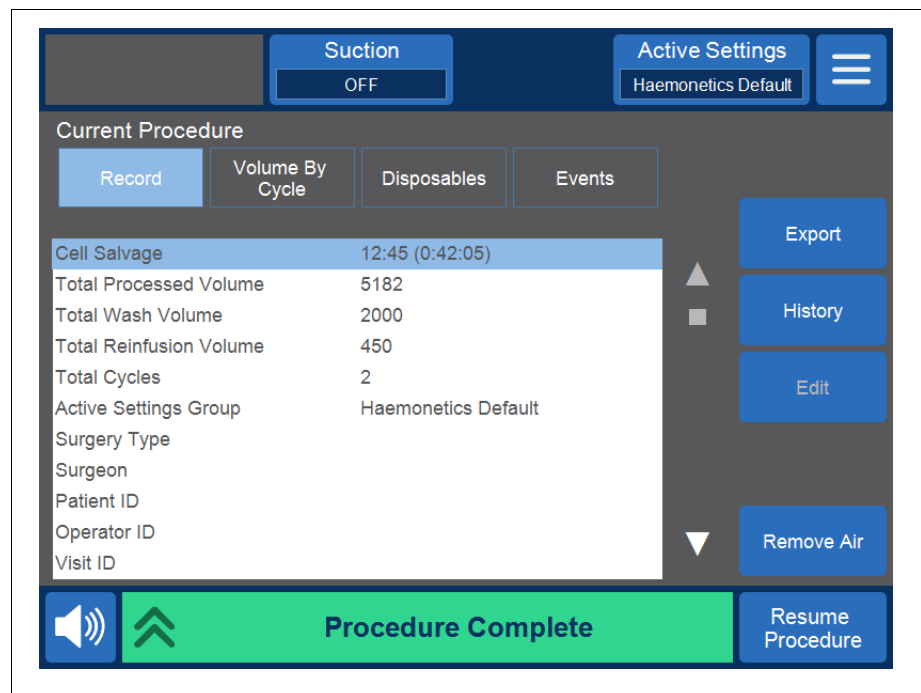 Suction
OFF
Active Settings
Haemonetics Default
Current Procedure
Record
Volume By
Cycle
Disposables
Events
Cell Salvage 12:45 (0:42:05)
Total Processed Volume 5182
Total Wash Volume 2000
Total Reinfusion Volume 450
Total Cycles 2
Active Settings Group Haemonetics Default
Surgery Type
Surgeon
Patient ID
Operator ID
Visit ID
Export
History
Edit
Remove Air
Procedure Complete
Resume
Procedure